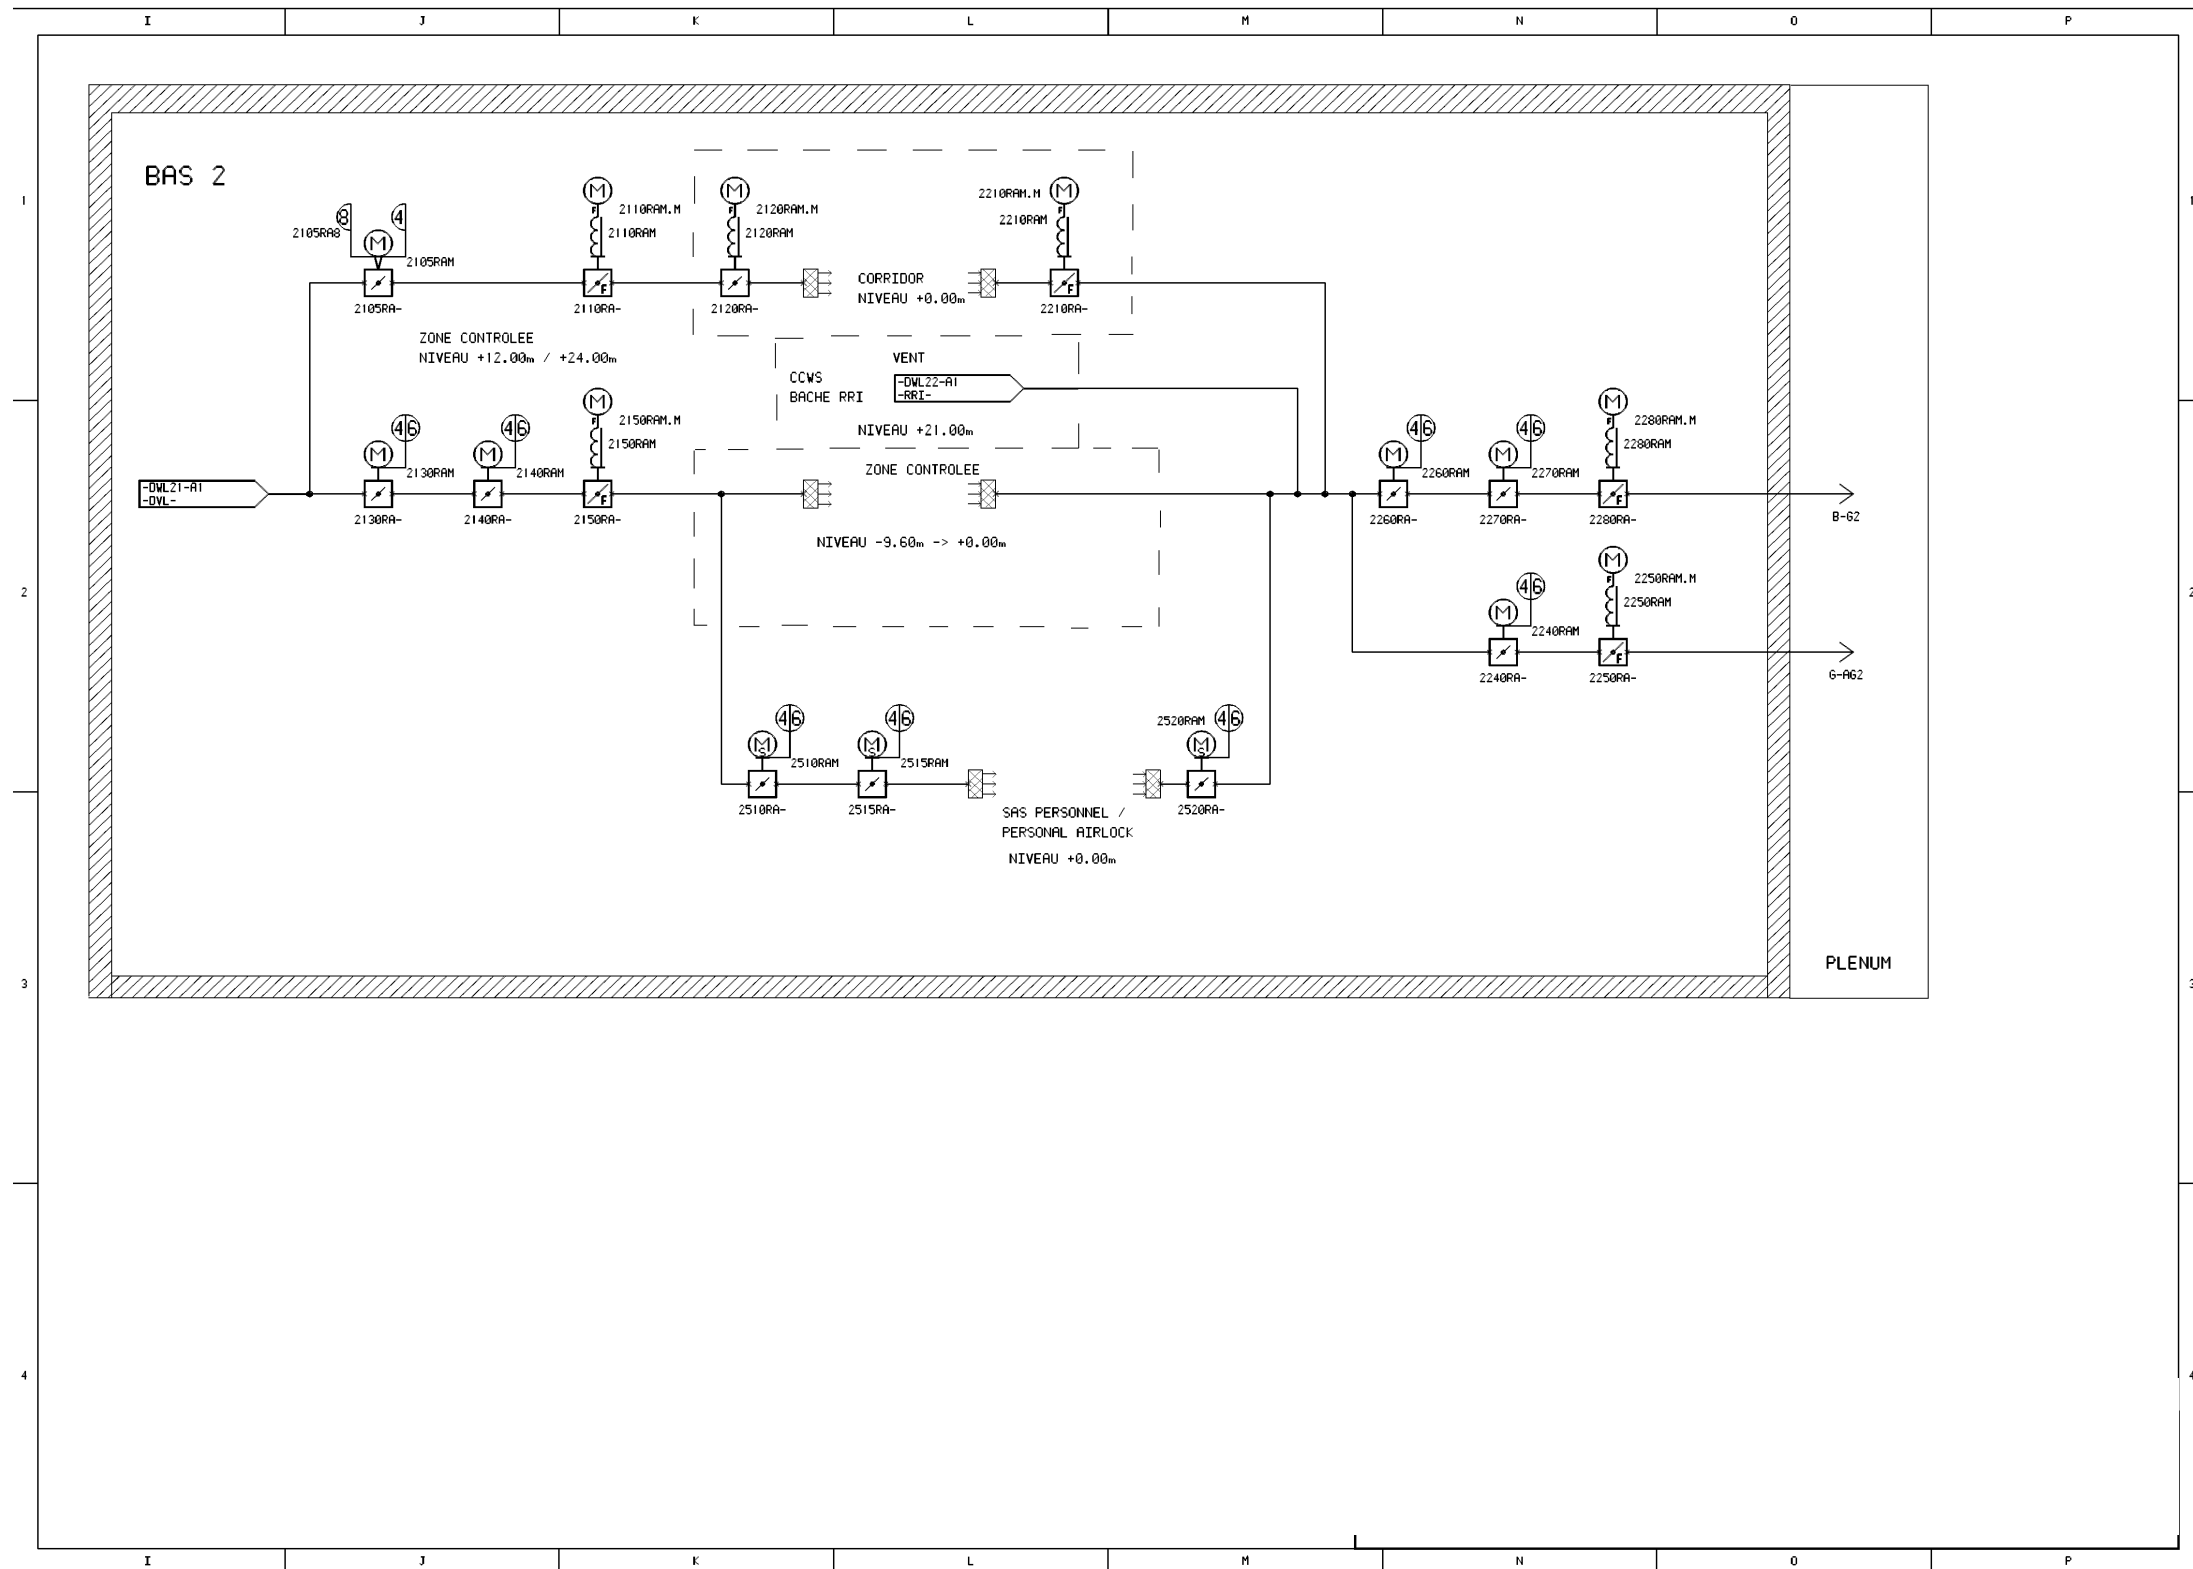 I J K L M N O P
BAS 2
1 1
M M M M
2110RAM.M 2120RAM.M 2210RAM.M
F F F
8 4
2105RA8 2110RAM 2120RAM 2210RAM
M
2105RAM
F F
CORRIDOR
NIVEAU +0.00m
2105RA- 2110RA- 2120RA- 2210RA-
ZONE CONTROLEE
NIVEAU +12.00m / +24.00m
VENT
CCWS
BACHE RRI
-DWL22-A1
-RRI-
NIVEAU +21.00m
M M
2150RAM.M 2280RAM.M
F F
46 46 46 46
2150RAM 2280RAM
M M M M
2130RAM 2140RAM 2260RAM 2270RAM
ZONE CONTROLEE
-DWL21-A1
-DVL-
F F
2130RA- 2140RA- 2150RA- 2260RA- 2270RA- 2280RA- B-G2
NIVEAU -9.60m -> +0.00m
M
2250RAM.M
F
2 2
46
2250RAM
M
2240RAM
F
2240RA- 2250RA- G-AG2
46 46 2520RAM 46
M M M
S S S
2510RAM 2515RAM
2510RA- 2515RA- 2520RA-
SAS PERSONNEL /
PERSONAL AIRLOCK
NIVEAU +0.00m
PLENUM
3 3
4 4
I J K L M N O P